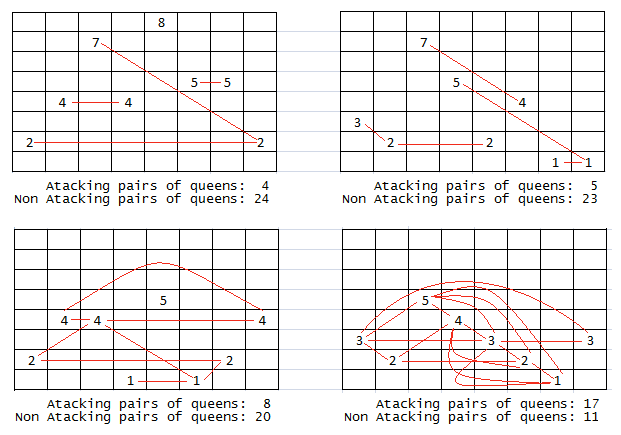 8
7
5 5
4 4
2 2
Atacking pairs of queens: 4
Non Atacking pairs of queens: 24
7
5
4
3
2 2
1 1
Atacking pairs of queens: 5
Non Atacking pairs of queens: 23
5
4 4 4
2 2
1 1
Atacking pairs of queens: 8
Non Atacking pairs of queens: 20
5
4
3 3 3
2 2
1
Atacking pairs of queens: 17
Non Atacking pairs of queens: 11